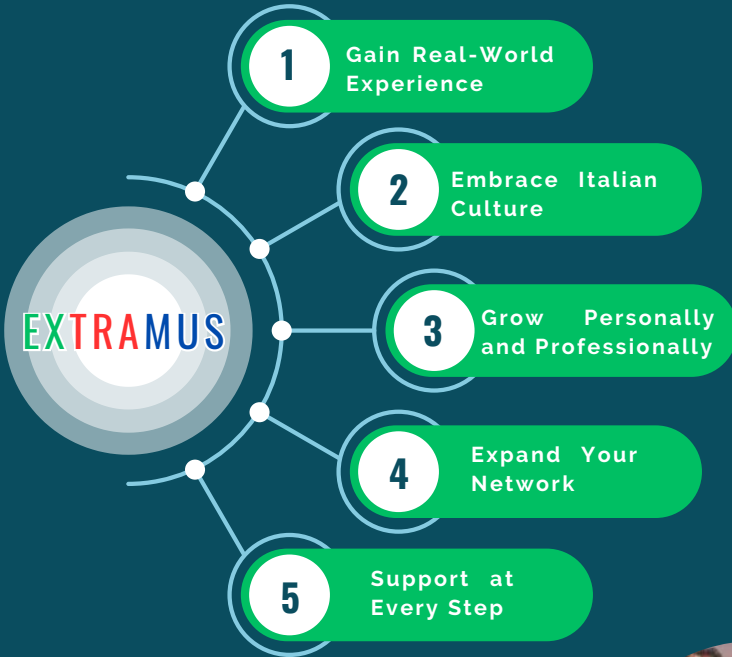 1
Gain Real-World
Experience
2
Embrace Italian
Culture
EXTRAMUS
3
Grow Personally
and Professionally
4
Expand Your
Network
5
Support at
Every Step